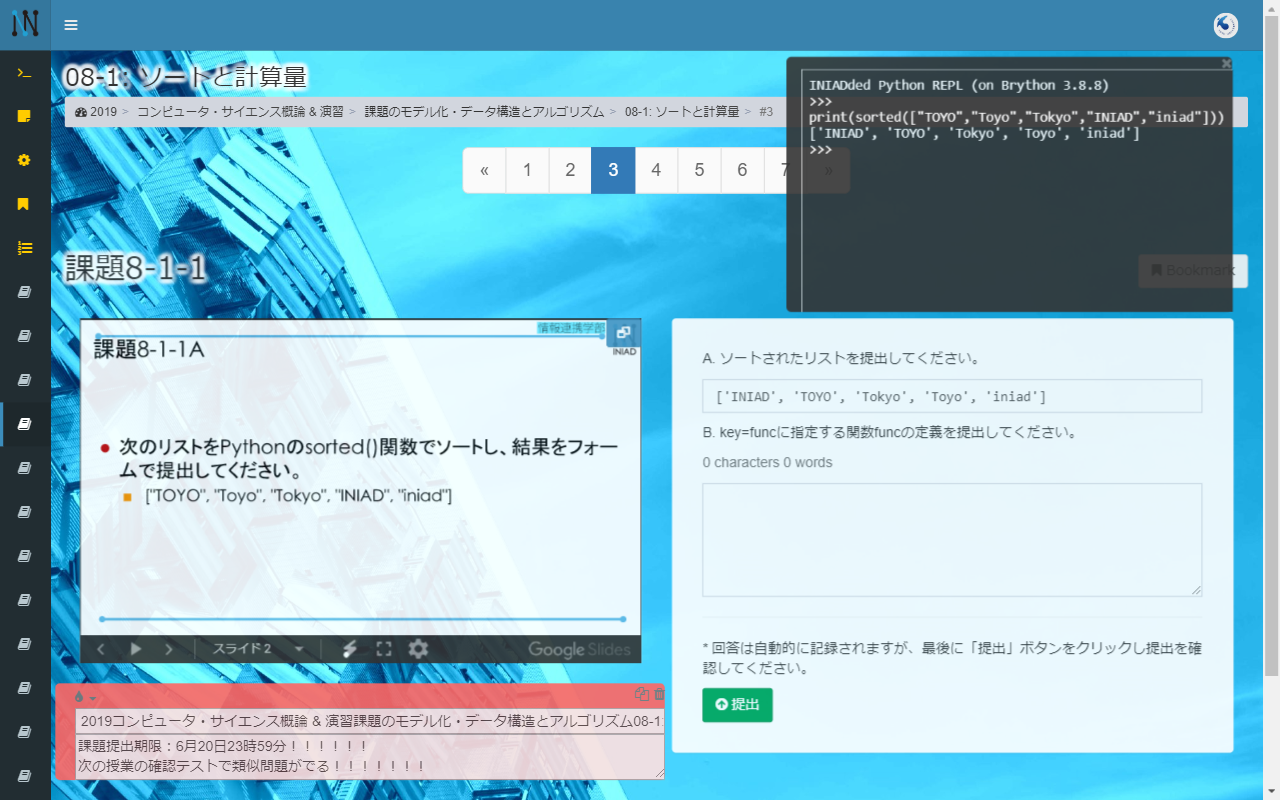 08-1: ソートと計算量
2019 > コンピュータ・サイエンス概論 & 演習 > 課題のモデル化・データ構造とアルゴリズム > 08-1: ソートと計算量 > #3
« 1 2 3 4 5 6 7 »
INIADded Python REPL (on Brython 3.8.8)
>>>
print(sorted(["TOYO","Toyo","Tokyo","INIAD","iniad"]))
['INIAD', 'TOYO', 'Tokyo', 'Toyo', 'iniad']
>>>
Bookmark
課題8-1-1
情報連携学部
INIAD
課題8-1-1A
次のリストをPythonのsorted()関数でソートし、結果をフォー
ムで提出してください。
["TOYO", "Toyo", "Tokyo", "INIAD", "iniad"]
スライド 2
Google Slides
A. ソートされたリストを提出してください。
['INIAD', 'TOYO', 'Tokyo', 'Toyo', 'iniad']
B. key=funcに指定する関数funcの定義を提出してください。
0 characters 0 words
* 回答は自動的に記録されますが、最後に「提出」ボタンをクリックし提出を確
認してください。
提出
2019コンピュータ・サイエンス概論 & 演習課題のモデル化・データ構造とアルゴリズム08-1:
課題提出期限：6月20日23時59分！！！！！！
次の授業の確認テストで類似問題がでる！！！！！！！